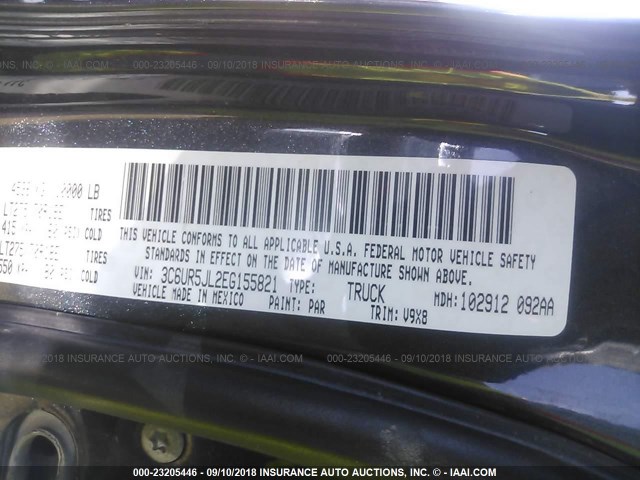 000-23205446 - 09/10/2018 INSURANCE AUTO AUCTIONS, INC. - © IAAI.COM
LB
TIRES
COLD
TIRES
COLD
THIS VEHICLE CONFORMS TO ALL APPLICABLE U.S.A. FEDERAL MOTOR VEHICLE SAFETY
STANDARDS IN EFFECT ON THE DATE OF MANUFACTURE SHOWN ABOVE.
VIN: 3C6UR5JL2EG155821 TYPE: TRUCK MDH: 102912 092AA
VEHICLE MADE IN MEXICO PAINT: PAR TRIM: V9X8
2018 INSURANCE AUTO AUCTIONS, INC. - © IAAI.COM 000-23205446 - 09/10/2018 INSURANCE AUTO AUCTIONS,
000-23205446 - 09/10/2018 INSURANCE AUTO AUCTIONS, INC. - © IAAI.COM